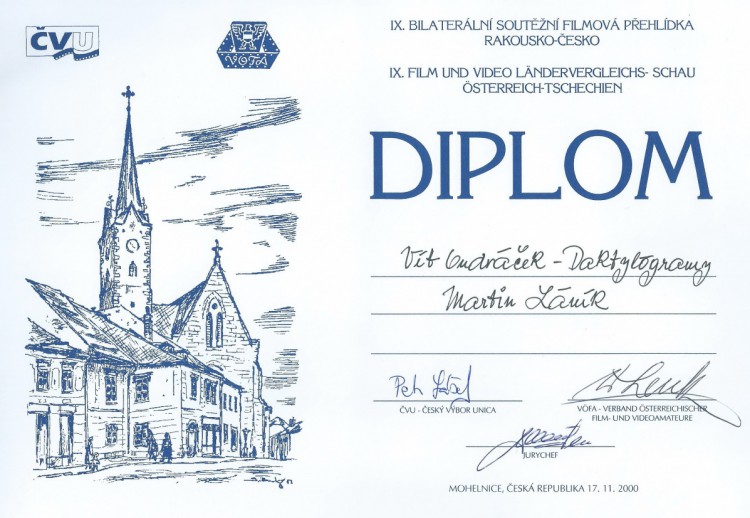 ČVU
VÖFA
IX. BILATERÁLNÍ SOUTĚŽNÍ FILMOVÁ PŘEHLÍDKA
RAKOUSKO-ČESKO
IX. FILM UND VIDEO LÄNDERVERGLEICHS- SCHAU
ÖSTERREICH-TSCHECHIEN
DIPLOM
Vít Ondráček - Daktylogramy
Martin Láník
Petr
ČVU - ČESKÝ VÝBOR UNICA
VÖFA - VERBAND ÖSTERREICHISCHER
FILM- UND VIDEOAMATEURE
JURYCHEF
MOHELNICE, ČESKÁ REPUBLIKA 17. 11. 2000